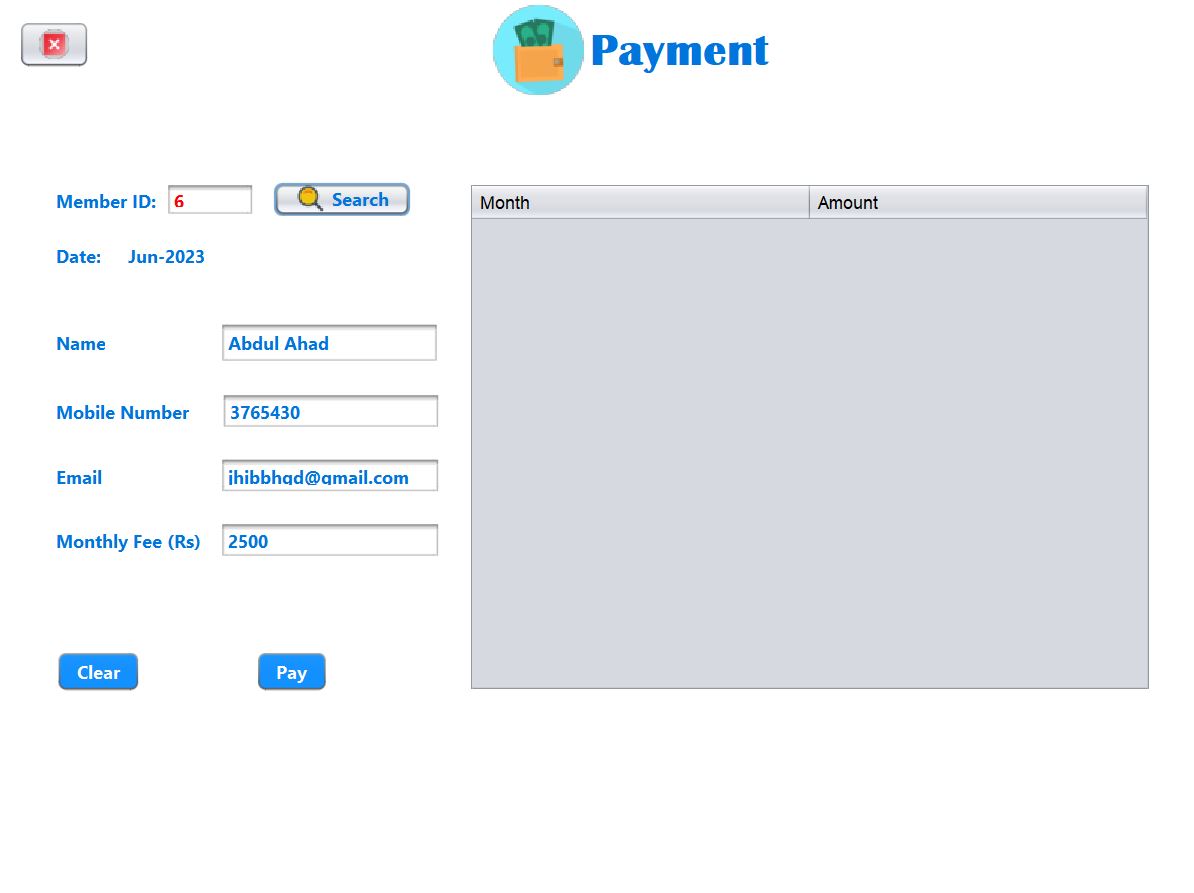 Payment
Member ID: 6 Search
Month Amount
Date: Jun-2023
Name Abdul Ahad
Mobile Number 3765430
Email jhibbhgd@gmail.com
Monthly Fee (Rs) 2500
Clear Pay